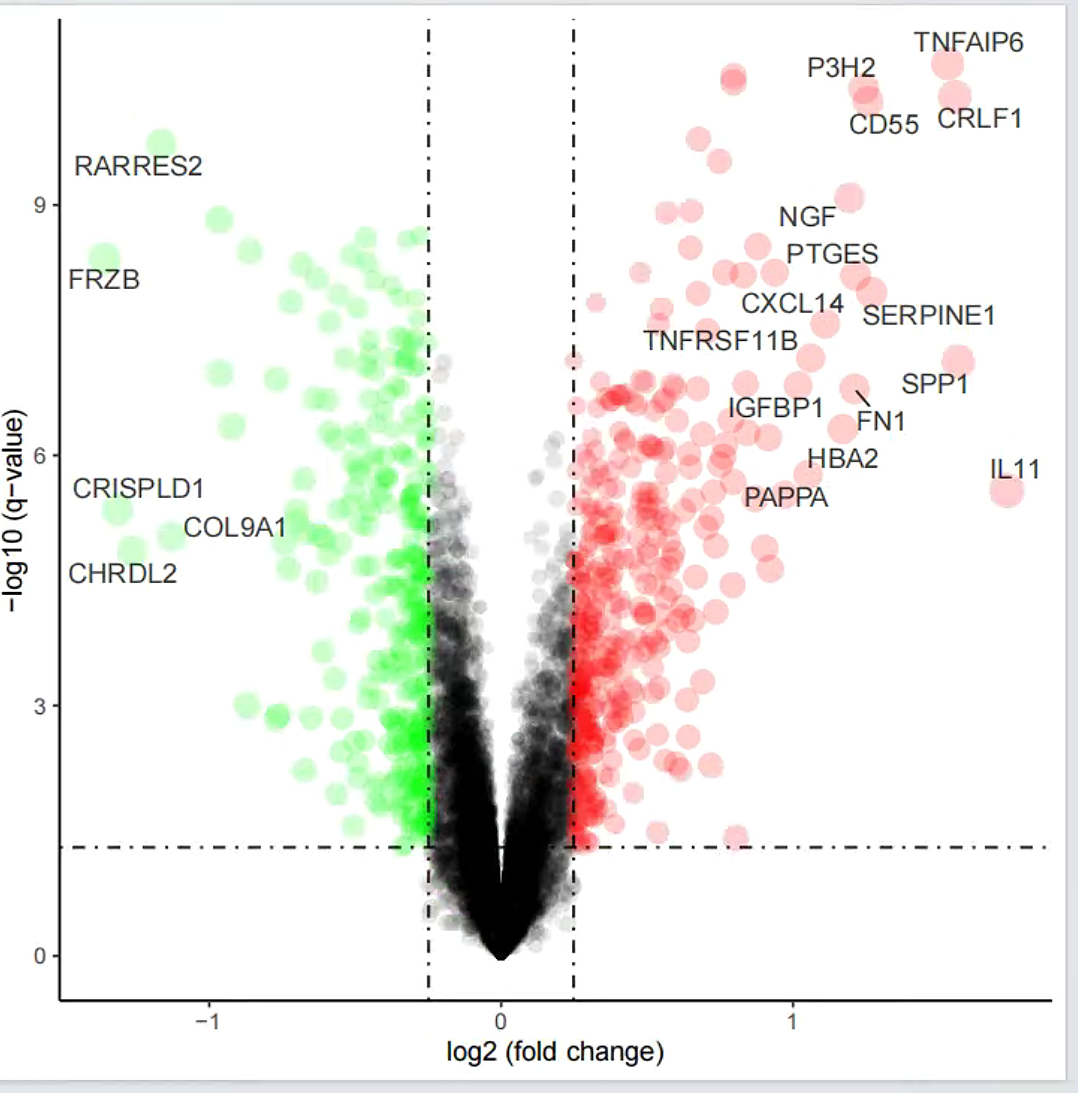 TNFAIP6
P3H2
CD55
CRLF1
RARRES2
9
NGF
PTGES
FRZB
CXCL14
SERPINE1
TNFRSF11B
SPP1
IGFBP1
FN1
6
HBA2
IL11
CRISPLD1
PAPPA
COL9A1
CHRDL2
−log10 (q−value)
3
0
−1
0
1
log2 (fold change)